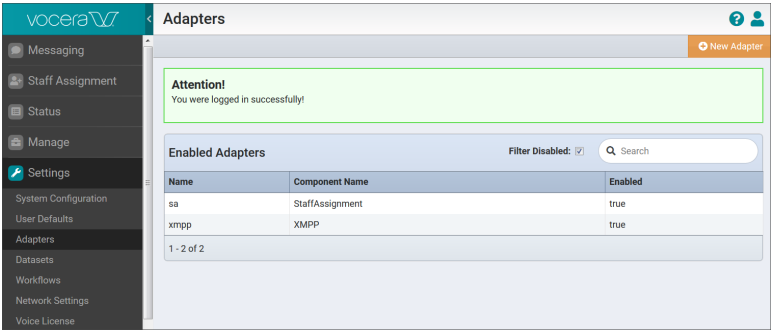 vocera
Adapters
Messaging
New Adapter
Staff Assignment
Attention!
You were logged in successfully!
Status
Manage
Enabled Adapters
Filter Disabled:
Search
Settings
Name Component Name Enabled
System Configuration
sa StaffAssignment true
User Defaults
xmpp XMPP true
Adapters
1 - 2 of 2
Datasets
Workflows
Network Settings
Voice License